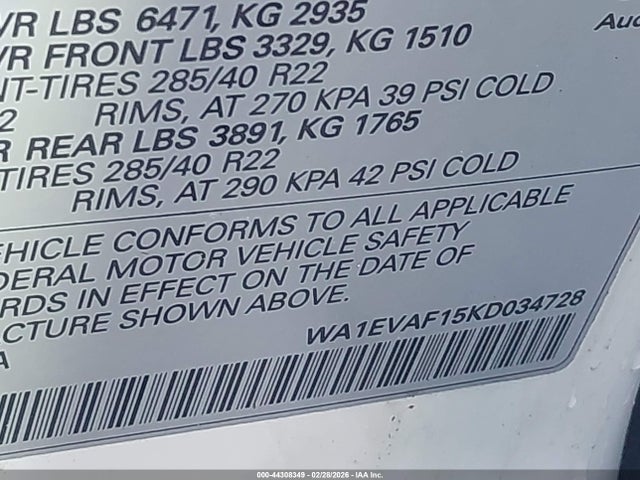 VR LBS 6471, KG 2935
VR FRONT LBS 3329, KG 1510
NT-TIRES 285/40 R22
2 RIMS, AT 270 KPA 39 PSI COLD
R REAR LBS 3891, KG 1765
TIRES 285/40 R22
RIMS, AT 290 KPA 42 PSI COLD
EHICLE CONFORMS TO ALL APPLICABLE
DERAL MOTOR VEHICLE SAFETY
RDS IN EFFECT ON THE DATE OF
CTURE SHOWN ABOVE.
WA1EVAF15KD034728
A
Aud
000-44308349 - 02/28/2026 - IAA Inc.